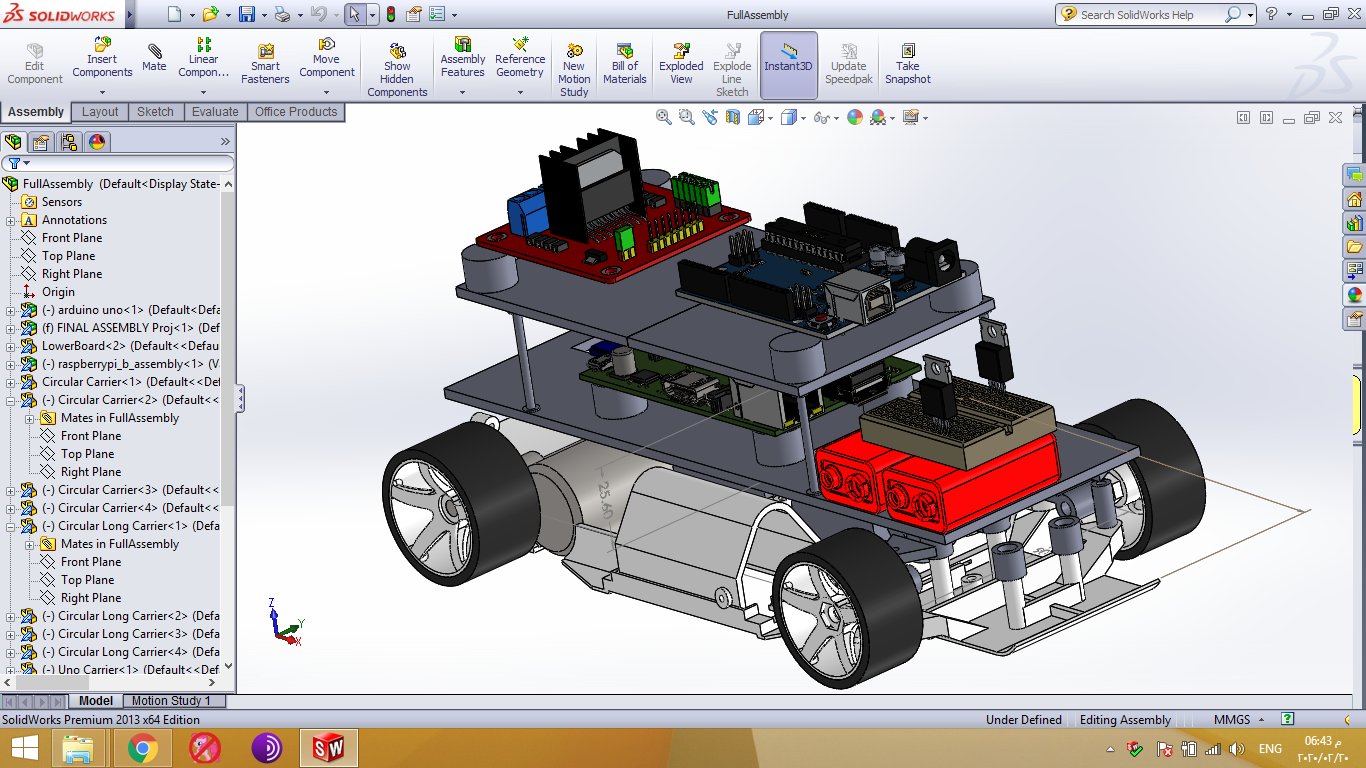 SOLIDWORKS
FullAssembly
Search SolidWorks Help
Edit Component
Insert Components
Mate
Linear Compon...
Smart Fasteners
Move Component
Show Hidden Components
Assembly Features
Reference Geometry
New Motion Study
Bill of Materials
Exploded View
Explode Line Sketch
Instant3D
Update Speedpak
Take Snapshot
Assembly
Layout
Sketch
Evaluate
Office Products
FullAssembly (Default<Display State-
Sensors
Annotations
Front Plane
Top Plane
Right Plane
Origin
(-) arduino uno<1> (Default<Defa
(f) FINAL ASSEMBLY Proj<1> (Def
LowerBoard<2> (Default<<Defau
(-) raspberrypi_b_assembly<1> (V
Circular Carrier<1> (Default<<Def
(-) Circular Carrier<2> (Default<<
Mates in FullAssembly
Front Plane
Top Plane
Right Plane
(-) Circular Carrier<3> (Default<<
(-) Circular Carrier<4> (Default<<
(-) Circular Long Carrier<1> (Defa
Mates in FullAssembly
Front Plane
Top Plane
Right Plane
(-) Circular Long Carrier<2> (Defa
(-) Circular Long Carrier<3> (Defa
(-) Circular Long Carrier<4> (Defa
(-) Uno Carrier<1> (Default<<Def
25.60
Z
Y
X
Model
Motion Study 1
SolidWorks Premium 2013 x64 Edition
Under Defined
Editing Assembly
MMGS
SW
ENG
06:43 م
٢٠٢٠/٠٢/٢٠